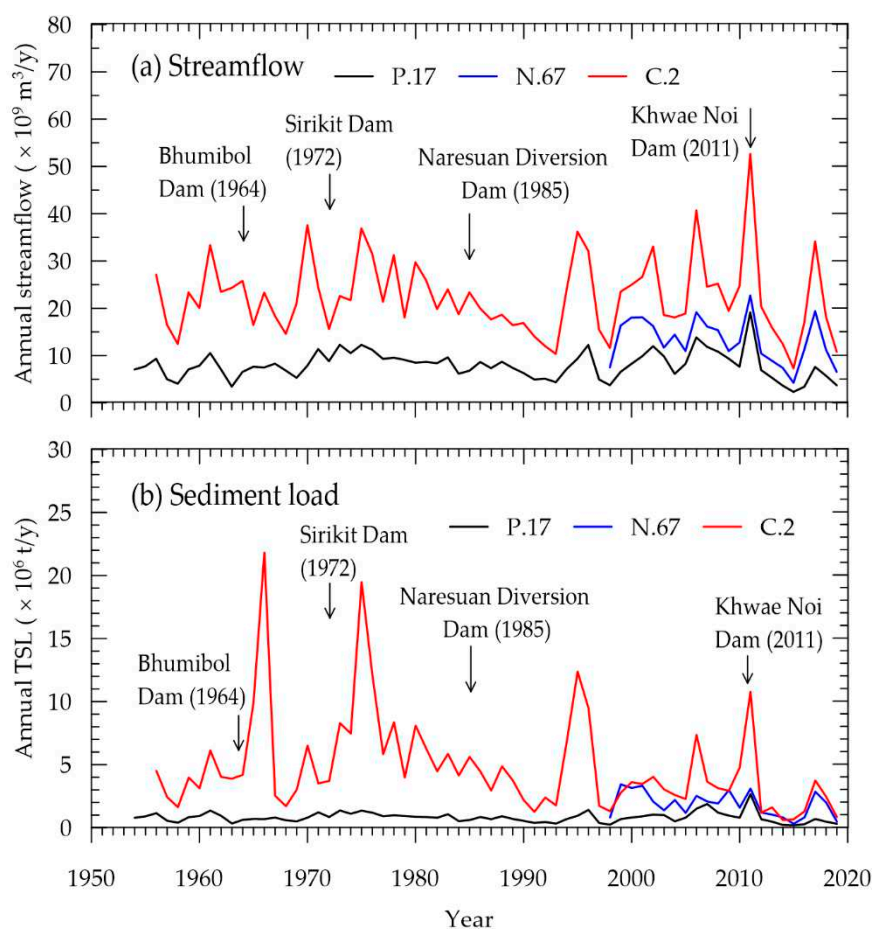 (a) Streamflow
P.17 N.67 C.2
Khwae Noi
Dam (2011)
Sirikit Dam
(1972)
Bhumibol
Dam (1964)
Naresuan Diversion
Dam (1985)
Annual streamflow ( × 10⁹ m³/y)
80
70
60
50
40
30
20
10
0
(b) Sediment load
P.17 N.67 C.2
Sirikit Dam
(1972)
Naresuan Diversion
Dam (1985)
Khwae Noi
Dam (2011)
Bhumibol
Dam (1964)
Annual TSL ( × 10⁶ t/y)
30
25
20
15
10
5
0
1950 1960 1970 1980 1990 2000 2010 2020
Year